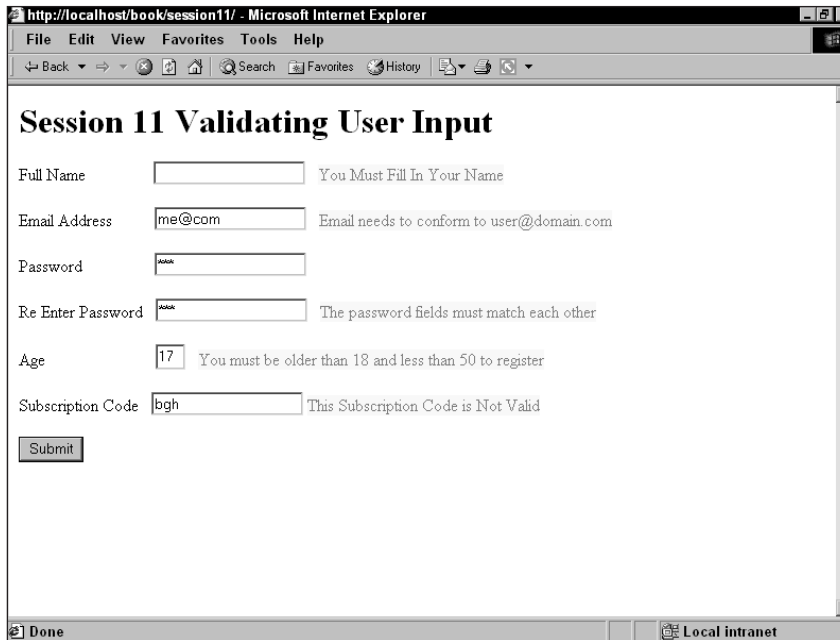 http://localhost/book/session11/ - Microsoft Internet Explorer
File Edit View Favorites Tools Help
Back Search Favorites History
Session 11 Validating User Input
Full Name You Must Fill In Your Name
Email Address me@com Email needs to conform to user@domain.com
Password ***
Re Enter Password *** The password fields must match each other
Age 17 You must be older than 18 and less than 50 to register
Subscription Code bgh This Subscription Code is Not Valid
Submit
Done Local intranet